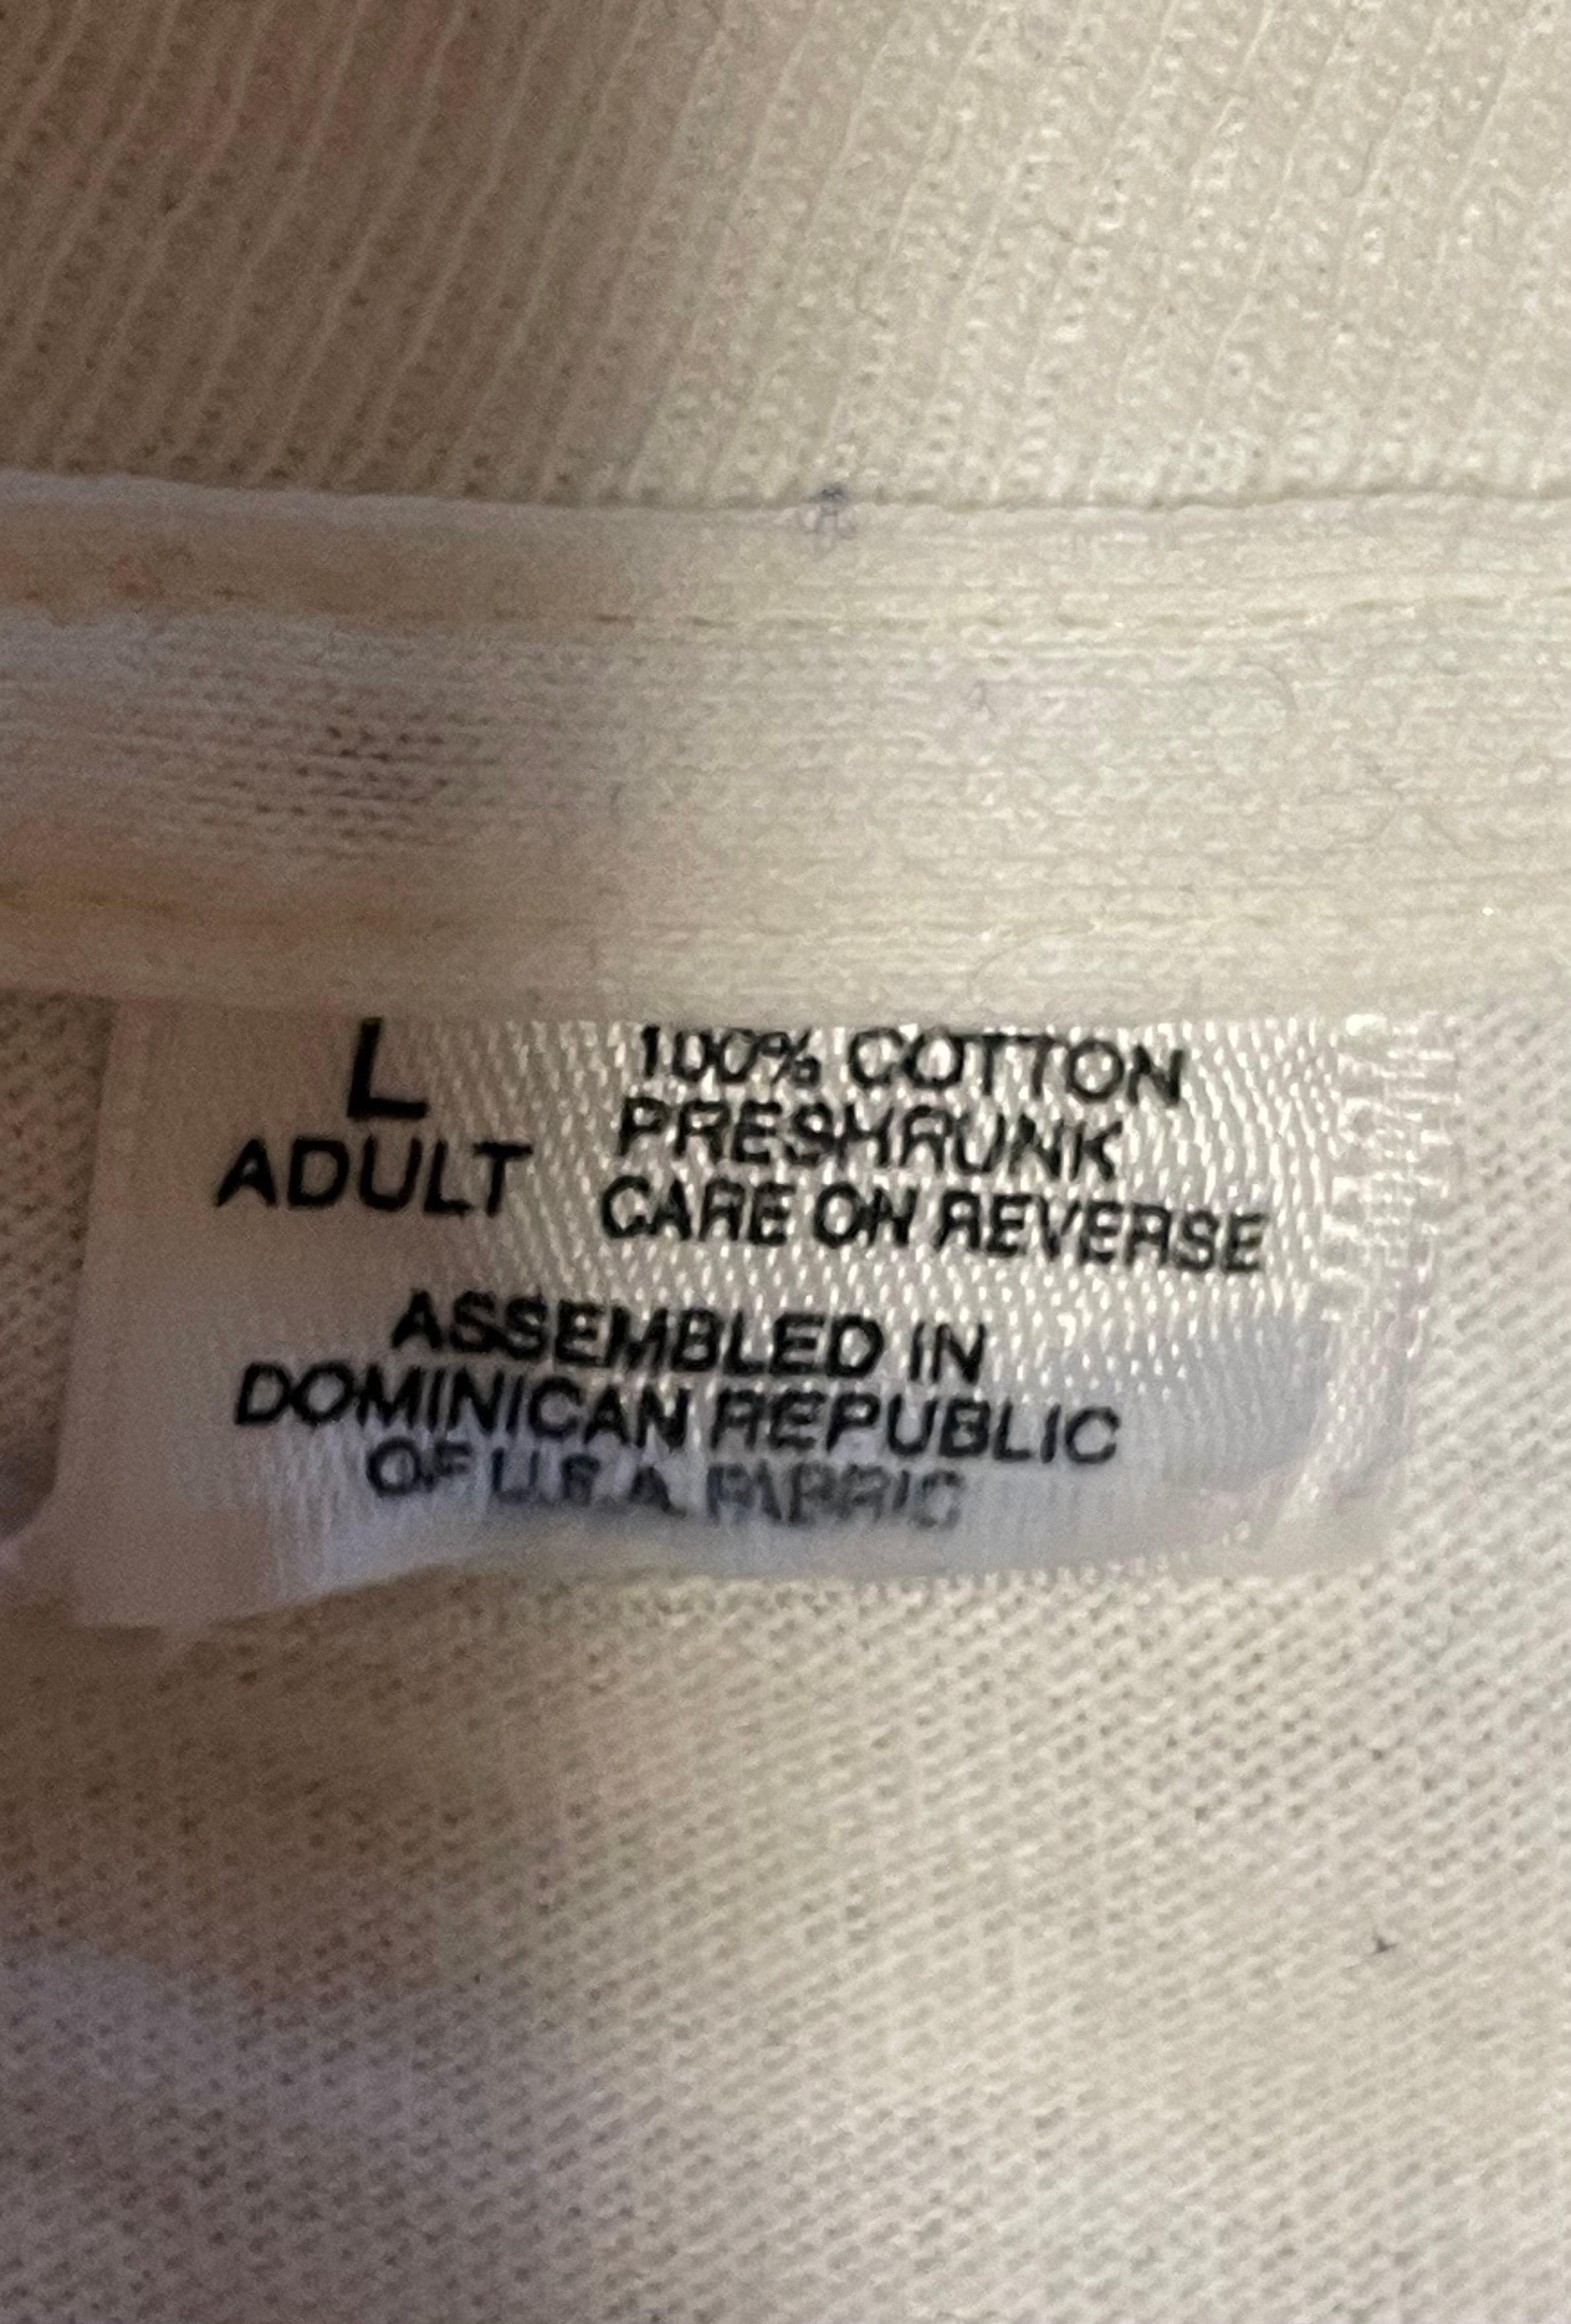 L
ADULT
100% COTTON
PRESHRUNK
CARE ON REVERSE
ASSEMBLED IN
DOMINICAN REPUBLIC
OF U.S.A. FABRIC